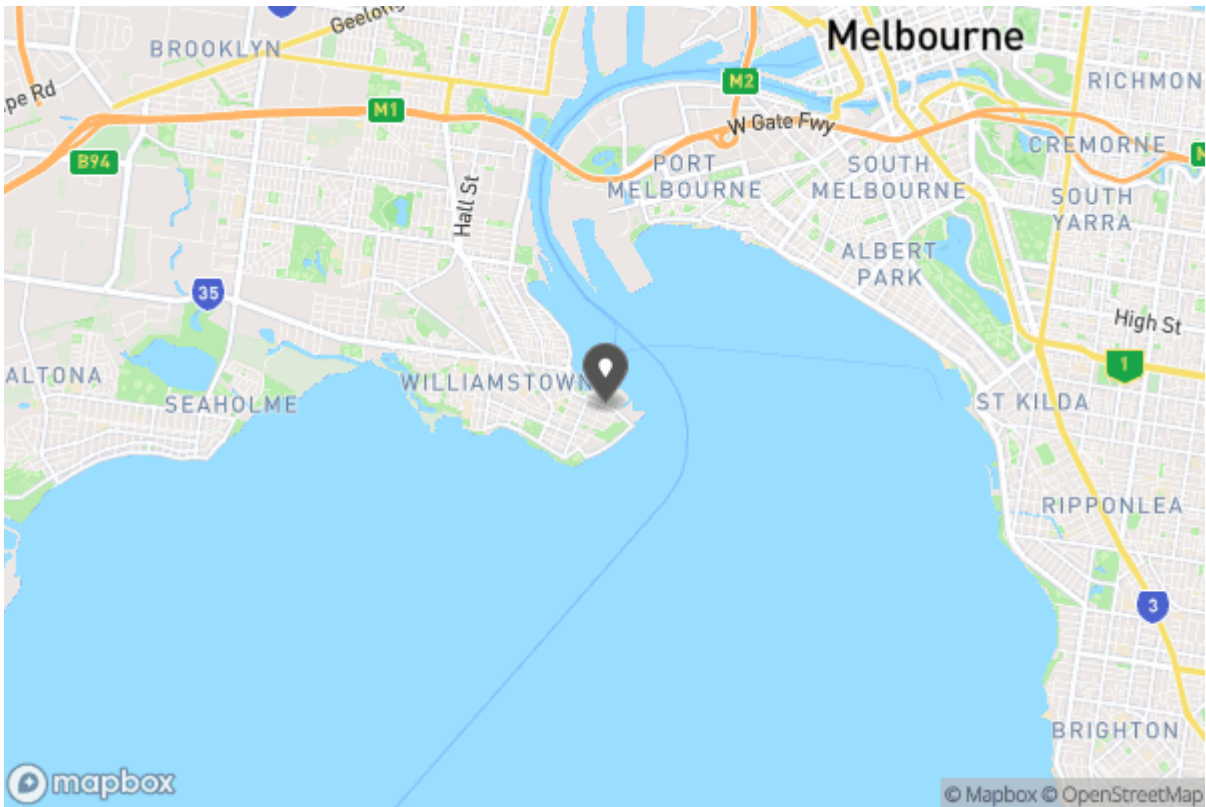 Geelong
BROOKLYN
Melbourne
RICHMON
pe Rd
M1
M2
W Gate Fwy
CREMORNE
B94
M
PORT
MELBOURNE
SOUTH
MELBOURNE
SOUTH
YARRA
Hall St
ALBERT
PARK
35
High St
1
ALTONA
SEAHOLME
WILLIAMSTOWN
ST KILDA
RIPPONLEA
3
BRIGHTON
mapbox
© Mapbox © OpenStreetMap